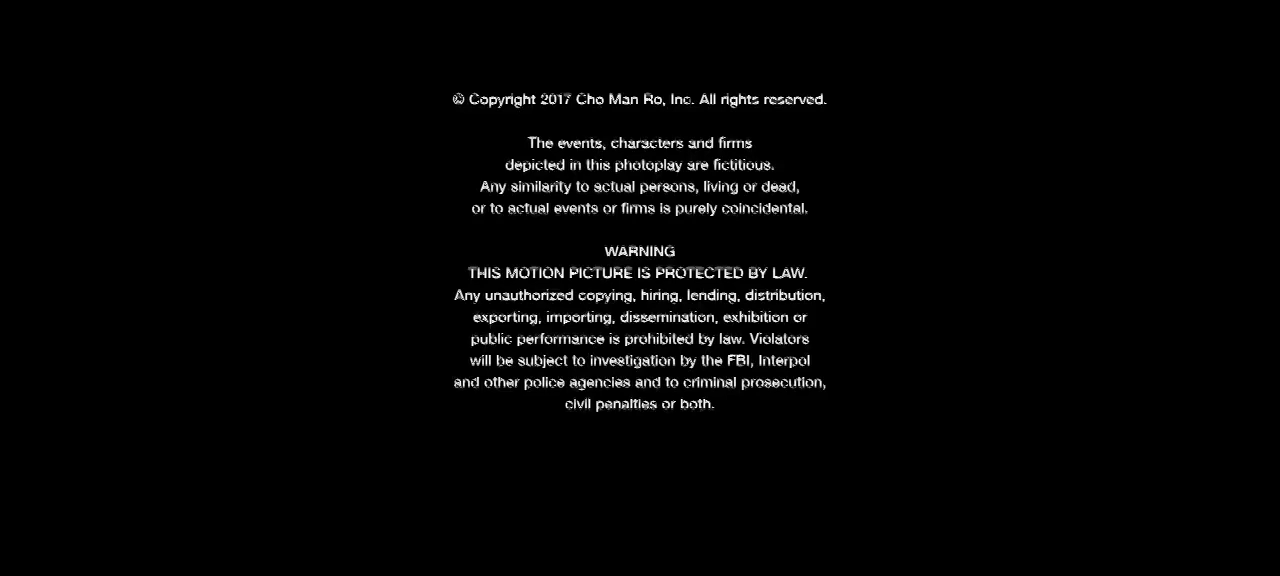 © Copyright 2017 Cho Man Ro, Inc. All rights reserved.
The events, characters and firms
depicted in this photoplay are fictitious.
Any similarity to actual persons, living or dead,
or to actual events or firms is purely coincidental.
WARNING
THIS MOTION PICTURE IS PROTECTED BY LAW.
Any unauthorized copying, hiring, lending, distribution,
exporting, importing, dissemination, exhibition or
public performance is prohibited by law. Violators
will be subject to investigation by the FBI, Interpol
and other police agencies and to criminal prosecution,
civil penalties or both.